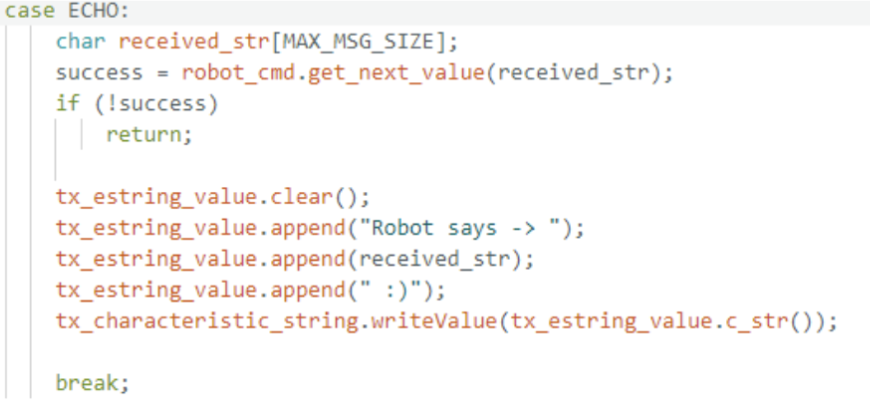 case ECHO:
char received_str[MAX_MSG_SIZE];
success = robot_cmd.get_next_value(received_str);
if (!success)
return;
tx_estring_value.clear();
tx_estring_value.append("Robot says -> ");
tx_estring_value.append(received_str);
tx_estring_value.append(" :)");
tx_characteristic_string.writeValue(tx_estring_value.c_str());
break;